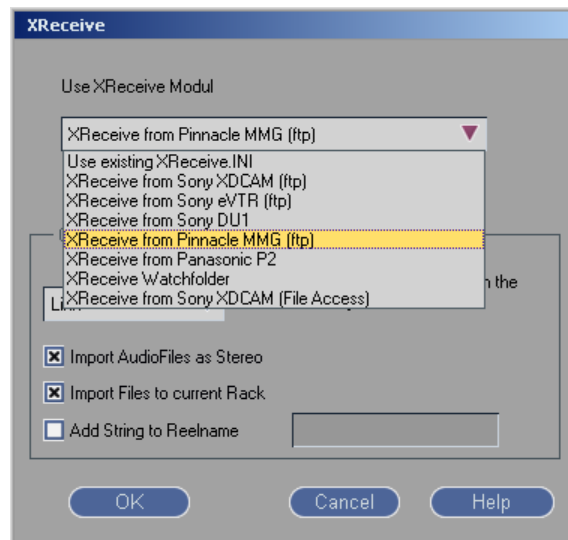 XReceive
Use XReceive Modul
XReceive from Pinnacle MMG (ftp)
Use existing XReceive.INI
XReceive from Sony XDCAM (ftp)
XReceive from Sony eVTR (ftp)
XReceive from Sony DU1
XReceive from Pinnacle MMG (ftp)
XReceive from Panasonic P2
XReceive Watchfolder
XReceive from Sony XDCAM (File Access)
the
Import AudioFiles as Stereo
Import Files to current Rack
Add String to Reelname
OK Cancel Help